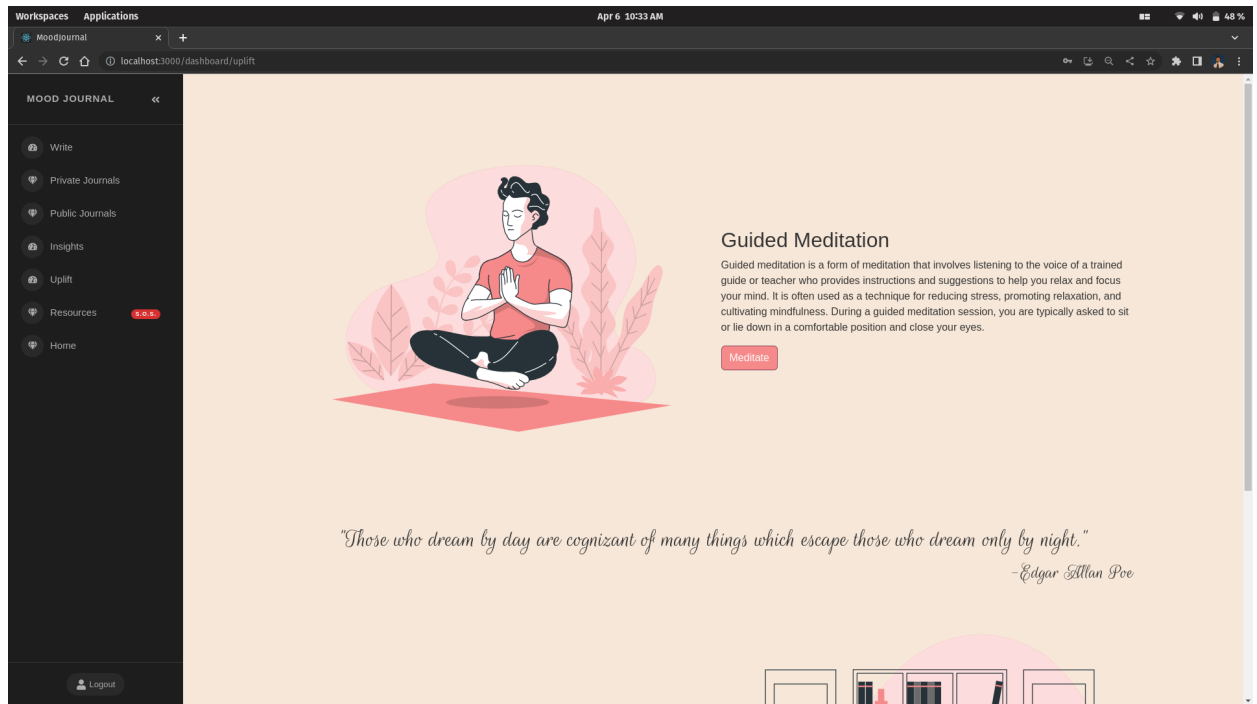 Workspaces Applications Apr 6 10:33 AM 48 %
MoodJournal
localhost:3000/dashboard/uplift
MOOD JOURNAL
Write
Private Journals
Public Journals
Insights
Uplift
Resources S.O.S.
Home
Guided Meditation
Guided meditation is a form of meditation that involves listening to the voice of a trained
guide or teacher who provides instructions and suggestions to help you relax and focus
your mind. It is often used as a technique for reducing stress, promoting relaxation, and
cultivating mindfulness. During a guided meditation session, you are typically asked to sit
or lie down in a comfortable position and close your eyes.
Meditate
"Those who dream by day are cognizant of many things which escape those who dream only by night."
-Edgar Allan Poe
Logout